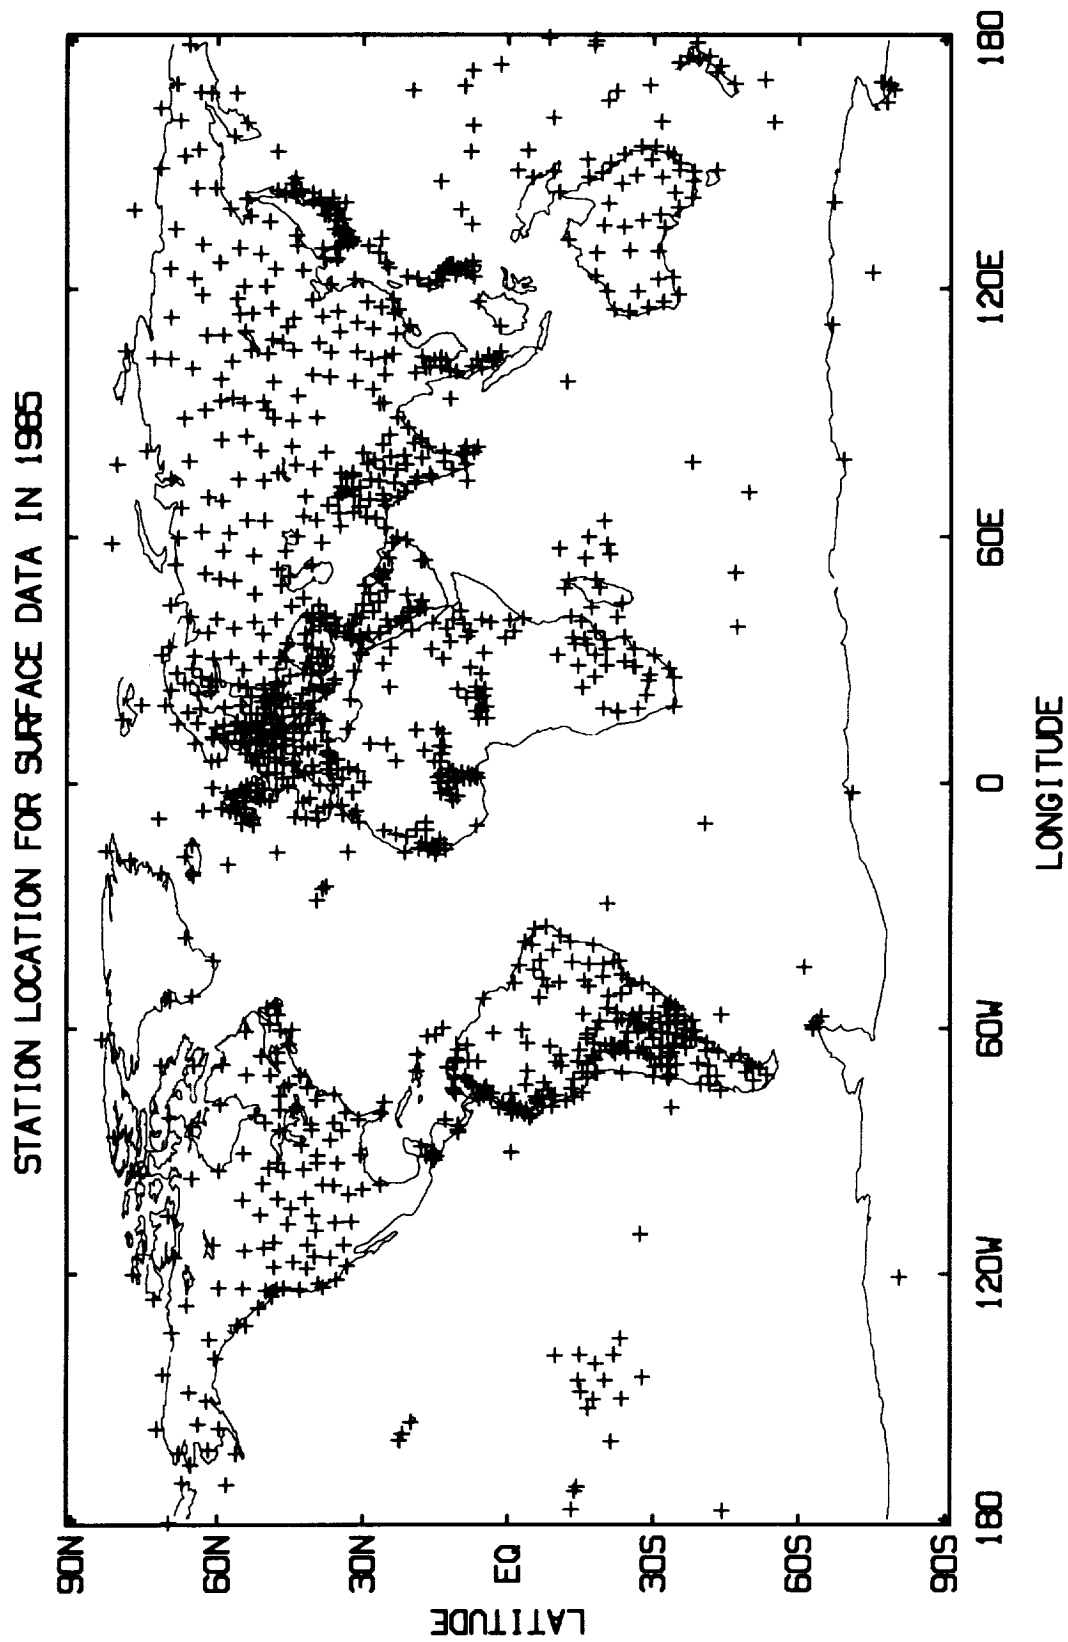 STATION LOCATION FOR SURFACE DATA IN 1985
90N
60N
30N
EQ
30S
60S
90S
LATITUDE
180
120W
60W
0
60E
120E
180
LONGITUDE